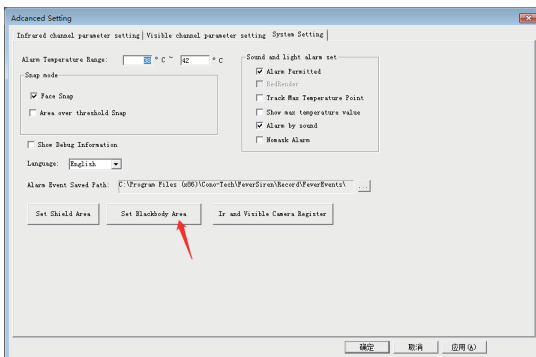 Adcanced Setting
Infrared channel parameter setting Visible channel parameter setting System Setting
Alarm Temperature Range: 38 ° C ~ 42 ° C
Snap mode
Face Snap
Area over threshold Snap
Show Debug Information
Language: English
Alarm Event Saved Path: C:\Program Files (x86)\Cono-Tech\FeverSiren\Record\FeverEvents\ ...
Sound and light alarm set
Alarm Permitted
RedRender
Track Max Temperature Point
Show max temperature value
Alarm by sound
Nomask Alarm
Set Shield Area Set Blackbody Area Ir and Visible Camera Register
确定 取消 应用(A)